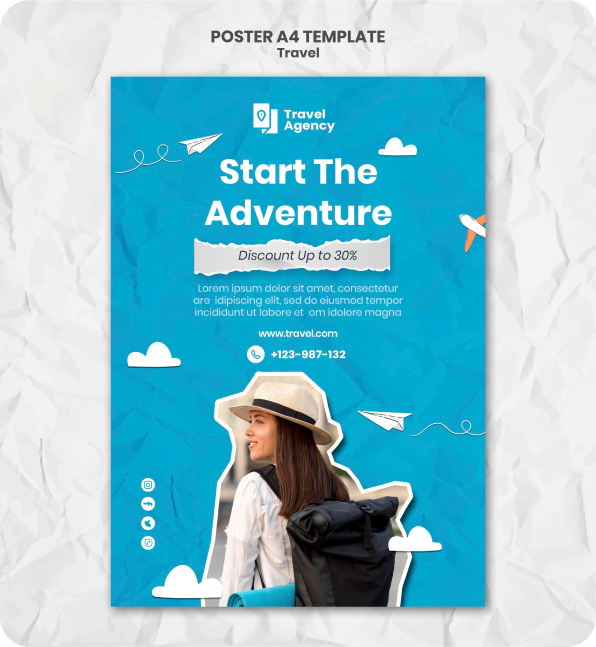 POSTER A4 TEMPLATE
Travel
Travel
Agency
Start The
Adventure
Discount Up to 30%
Lorem ipsum dolor sit amet, consectetur
are idipiscing elit, sed do eiusmod tempor
incididunt ut labore et om idolore magna
www.travel.com
+123-987-132